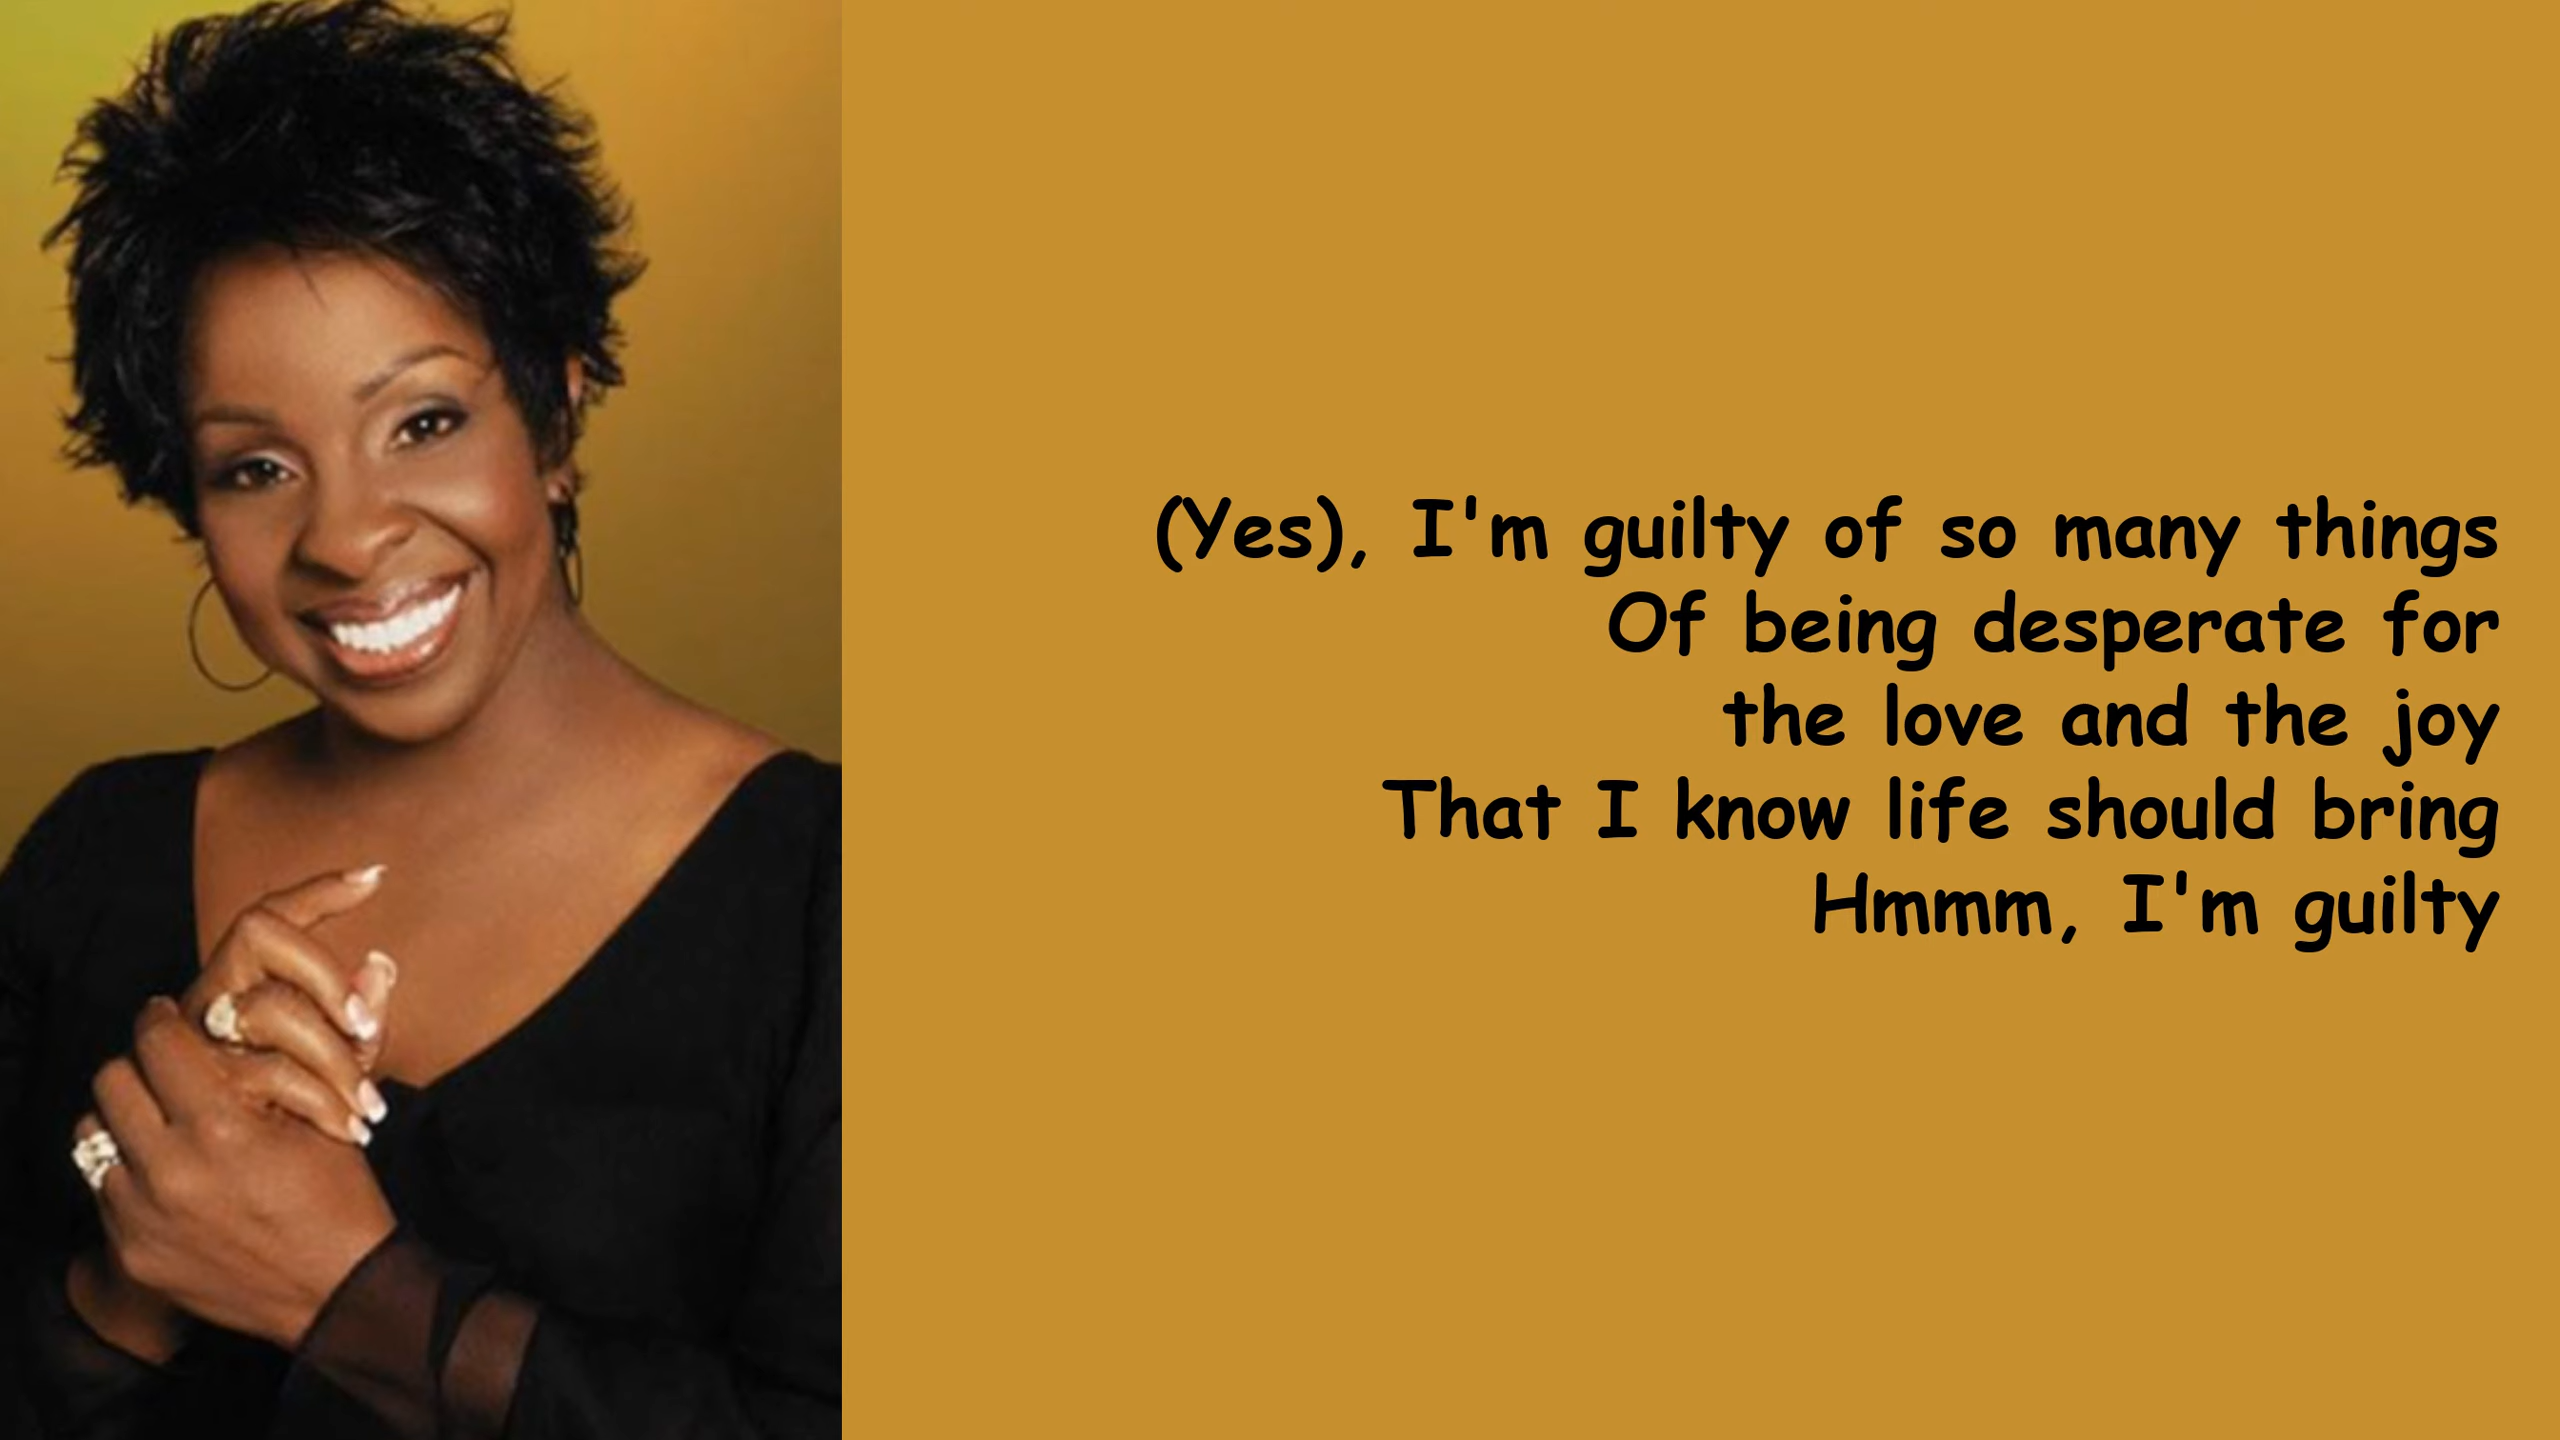 (Yes), I'm guilty of so many things
Of being desperate for
the love and the joy
That I know life should bring
Hmmm, I'm guilty